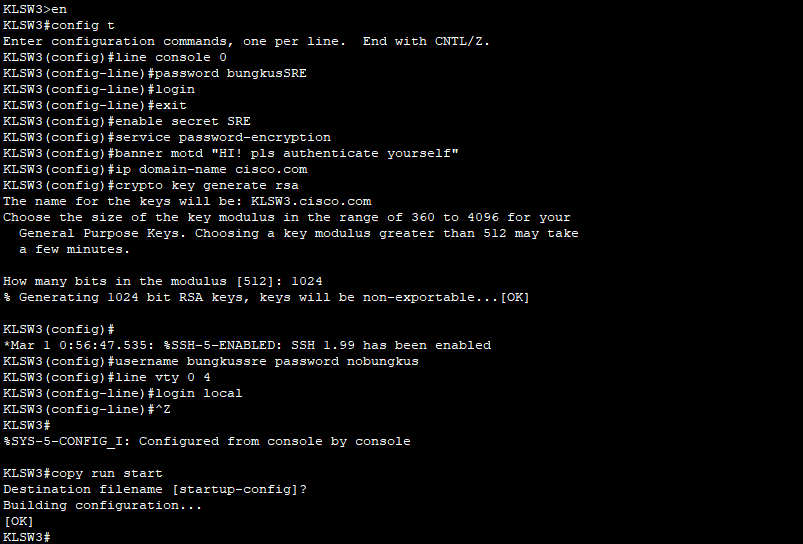 KLSW3>en
KLSW3#config t
Enter configuration commands, one per line.  End with CNTL/Z.
KLSW3(config)#line console 0
KLSW3(config-line)#password bungkusSRE
KLSW3(config-line)#login
KLSW3(config-line)#exit
KLSW3(config)#enable secret SRE
KLSW3(config)#service password-encryption
KLSW3(config)#banner motd "HI! pls authenticate yourself"
KLSW3(config)#ip domain-name cisco.com
KLSW3(config)#crypto key generate rsa
The name for the keys will be: KLSW3.cisco.com
Choose the size of the key modulus in the range of 360 to 4096 for your
  General Purpose Keys. Choosing a key modulus greater than 512 may take
  a few minutes.

How many bits in the modulus [512]: 1024
% Generating 1024 bit RSA keys, keys will be non-exportable...[OK]

KLSW3(config)#
*Mar 1 0:56:47.535: %SSH-5-ENABLED: SSH 1.99 has been enabled
KLSW3(config)#username bungkussre password nobungkus
KLSW3(config)#line vty 0 4
KLSW3(config-line)#login local
KLSW3(config-line)#^Z
KLSW3#
%SYS-5-CONFIG_I: Configured from console by console

KLSW3#copy run start
Destination filename [startup-config]?
Building configuration...
[OK]
KLSW3#